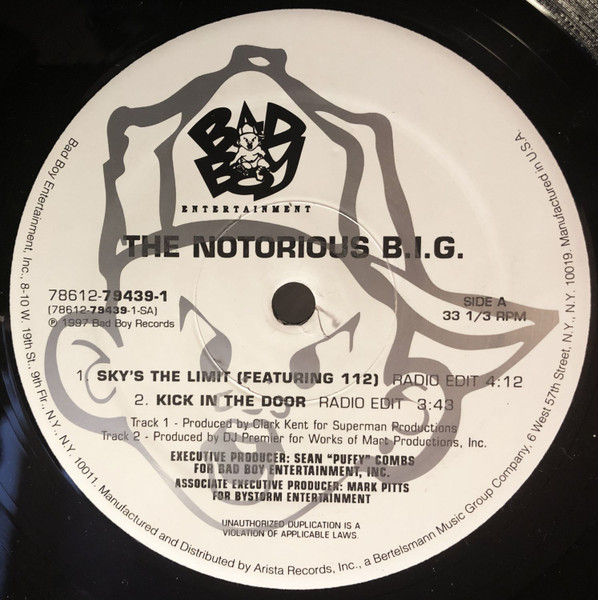 BAD
BOY
ENTERTAINMENT
THE NOTORIOUS B.I.G.
78612-79439-1
(78612-79439-1-SA)
℗ 1997 Bad Boy Records
SIDE A
33 1/3 RPM
1. SKY'S THE LIMIT (FEATURING 112) RADIO EDIT 4:12
2. KICK IN THE DOOR RADIO EDIT 3:43
Track 1 - Produced by Clark Kent for Superman Productions
Track 2 - Produced by DJ Premier for Works of Mart Productions, Inc.
EXECUTIVE PRODUCER: SEAN "PUFFY" COMBS
FOR BAD BOY ENTERTAINMENT, INC.
ASSOCIATE EXECUTIVE PRODUCER: MARK PITTS
FOR BYSTORM ENTERTAINMENT
UNAUTHORIZED DUPLICATION IS A
VIOLATION OF APPLICABLE LAWS.
Bad Boy Entertainment, Inc., 8-10 W. 19th St., 9th Flr., N.Y., N.Y. 10011. Manufactured and Distributed by Arista Records, Inc., a Bertelsmann Music Group Company, 6 West 57th Street, N.Y., N.Y. 10019. Manufactured in U.S.A.